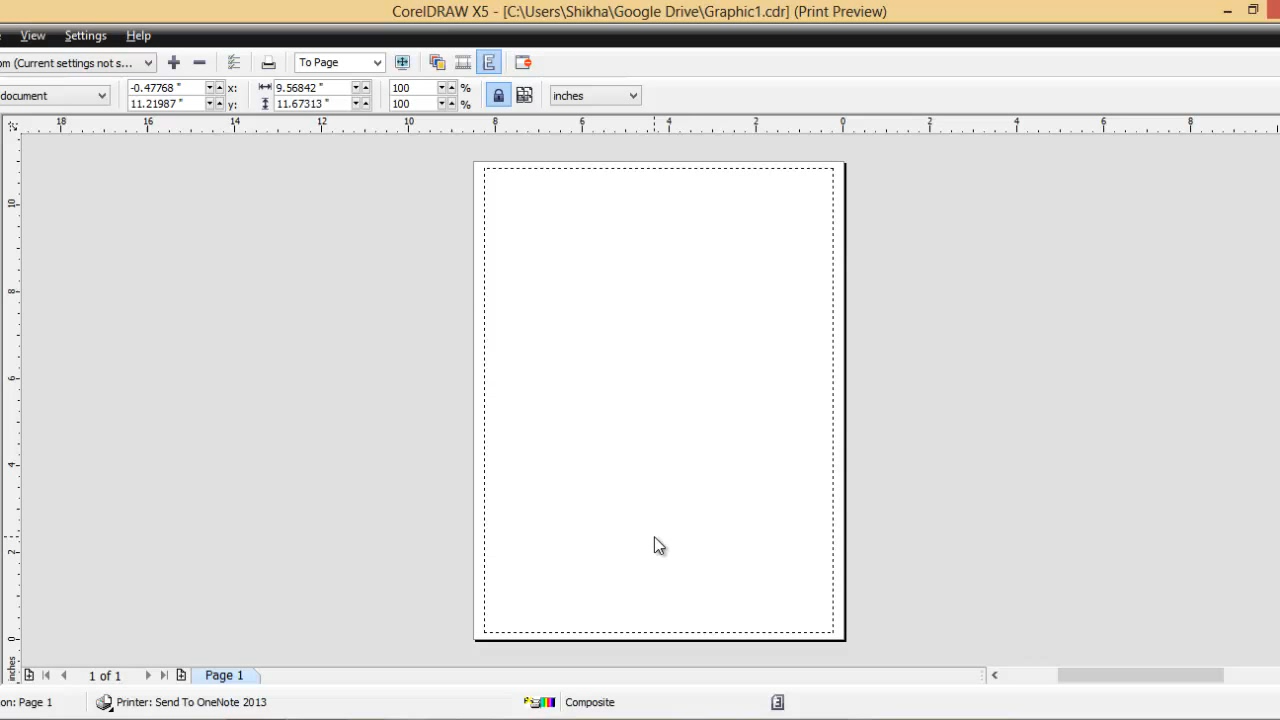 CorelDRAW X5 - [C:\Users\Shikha\Google Drive\Graphic1.cdr] (Print Preview)
View Settings Help
om (Current settings not s... To Page
document -0.47768 " x: 9.56842 " 100 % inches
11.21987 " y: 11.67313 " 100 %
18 16 14 12 10 8 6 4 2 0 2 4 6 8
10
8
6
4
2
0
inches
1 of 1 Page 1
on: Page 1 Printer: Send To OneNote 2013 Composite 3